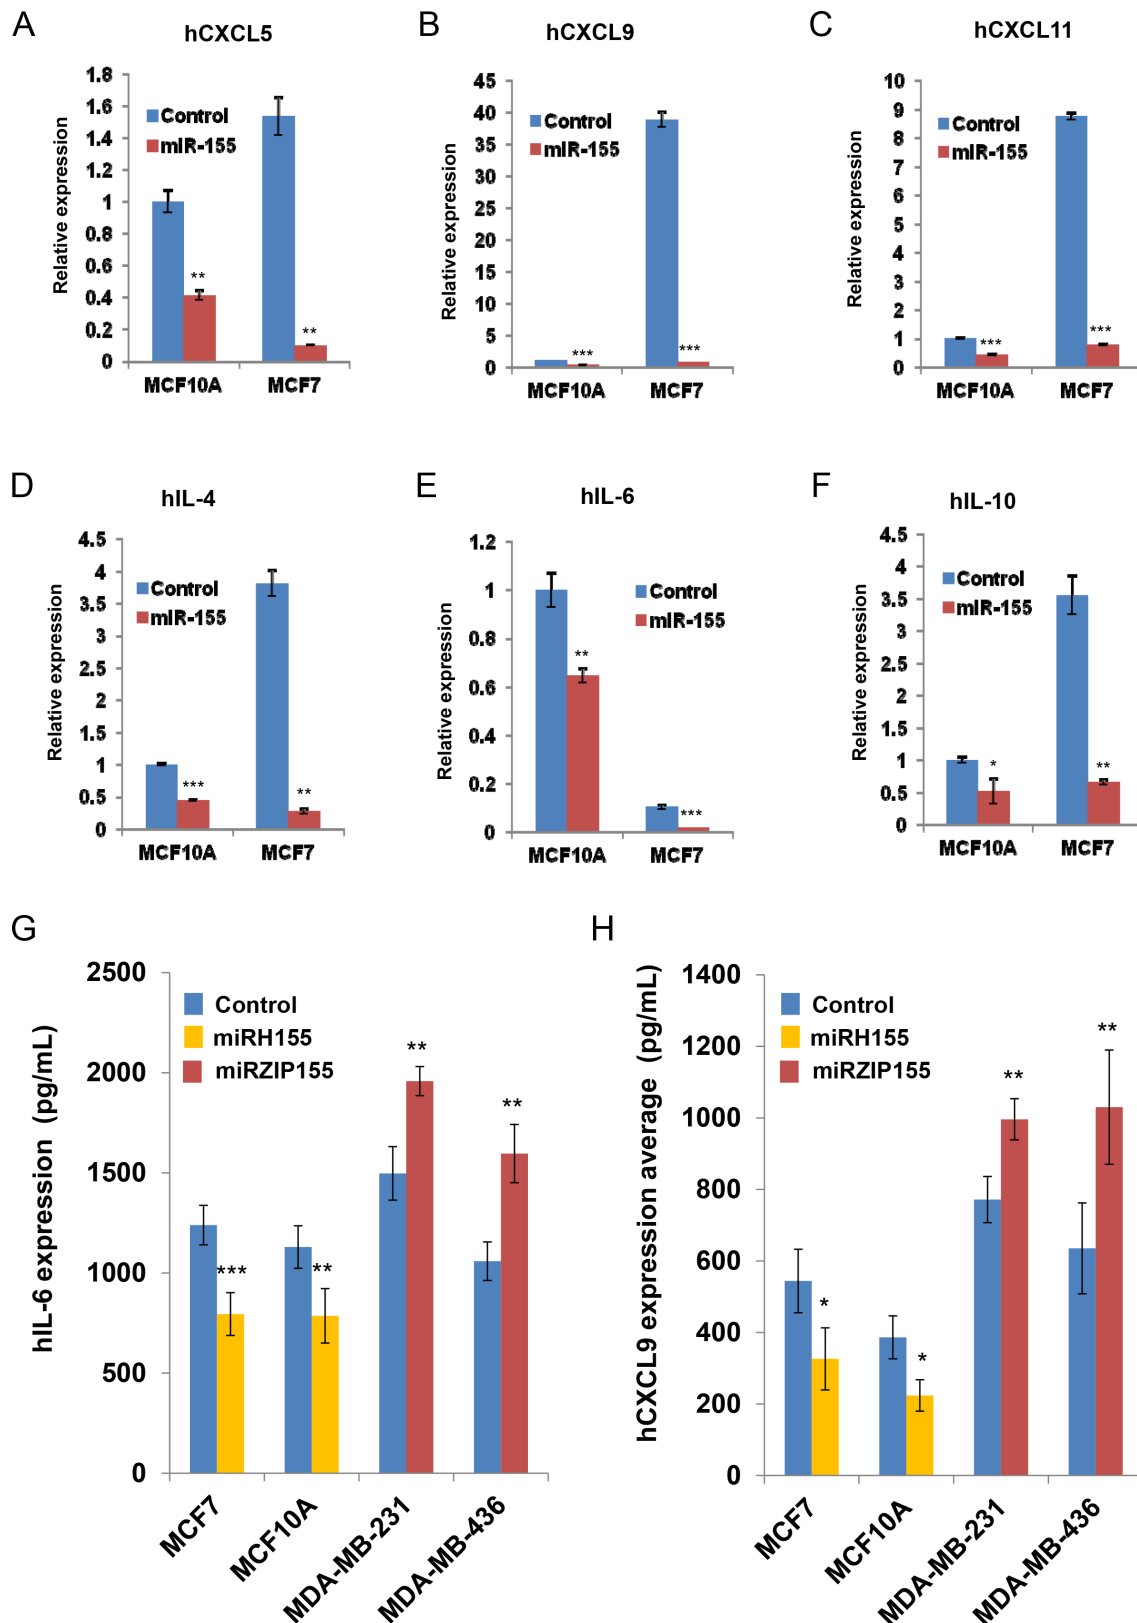 A
hCXCL5
Relative expression
1.8
1.6
1.4
1.2
1
0.8
0.6
0.4
0.2
0
Control
miR-155
**
**
MCF10A
MCF7
B
hCXCL9
Relative expression
45
40
35
30
25
20
15
10
5
0
Control
miR-155
***
***
MCF10A
MCF7
C
hCXCL11
Relative expression
10
9
8
7
6
5
4
3
2
1
0
Control
miR-155
***
***
MCF10A
MCF7
D
hIL-4
Relative expression
4.5
4
3.5
3
2.5
2
1.5
1
0.5
0
Control
miR-155
***
**
MCF10A
MCF7
E
hIL-6
Relative expression
1.2
1
0.8
0.6
0.4
0.2
0
Control
miR-155
**
***
MCF10A
MCF7
F
hIL-10
Relative expression
4.5
4
3.5
3
2.5
2
1.5
1
0.5
0
Control
miR-155
*
**
MCF10A
MCF7
G
hIL-6 expression (pg/mL)
2500
2000
1500
1000
500
0
Control
miRH155
miRZIP155
***
**
**
**
MCF7
MCF10A
MDA-MB-231
MDA-MB-436
H
hCXCL9 expression average (pg/mL)
1400
1200
1000
800
600
400
200
0
Control
miRH155
miRZIP155
*
*
**
**
MCF7
MCF10A
MDA-MB-231
MDA-MB-436